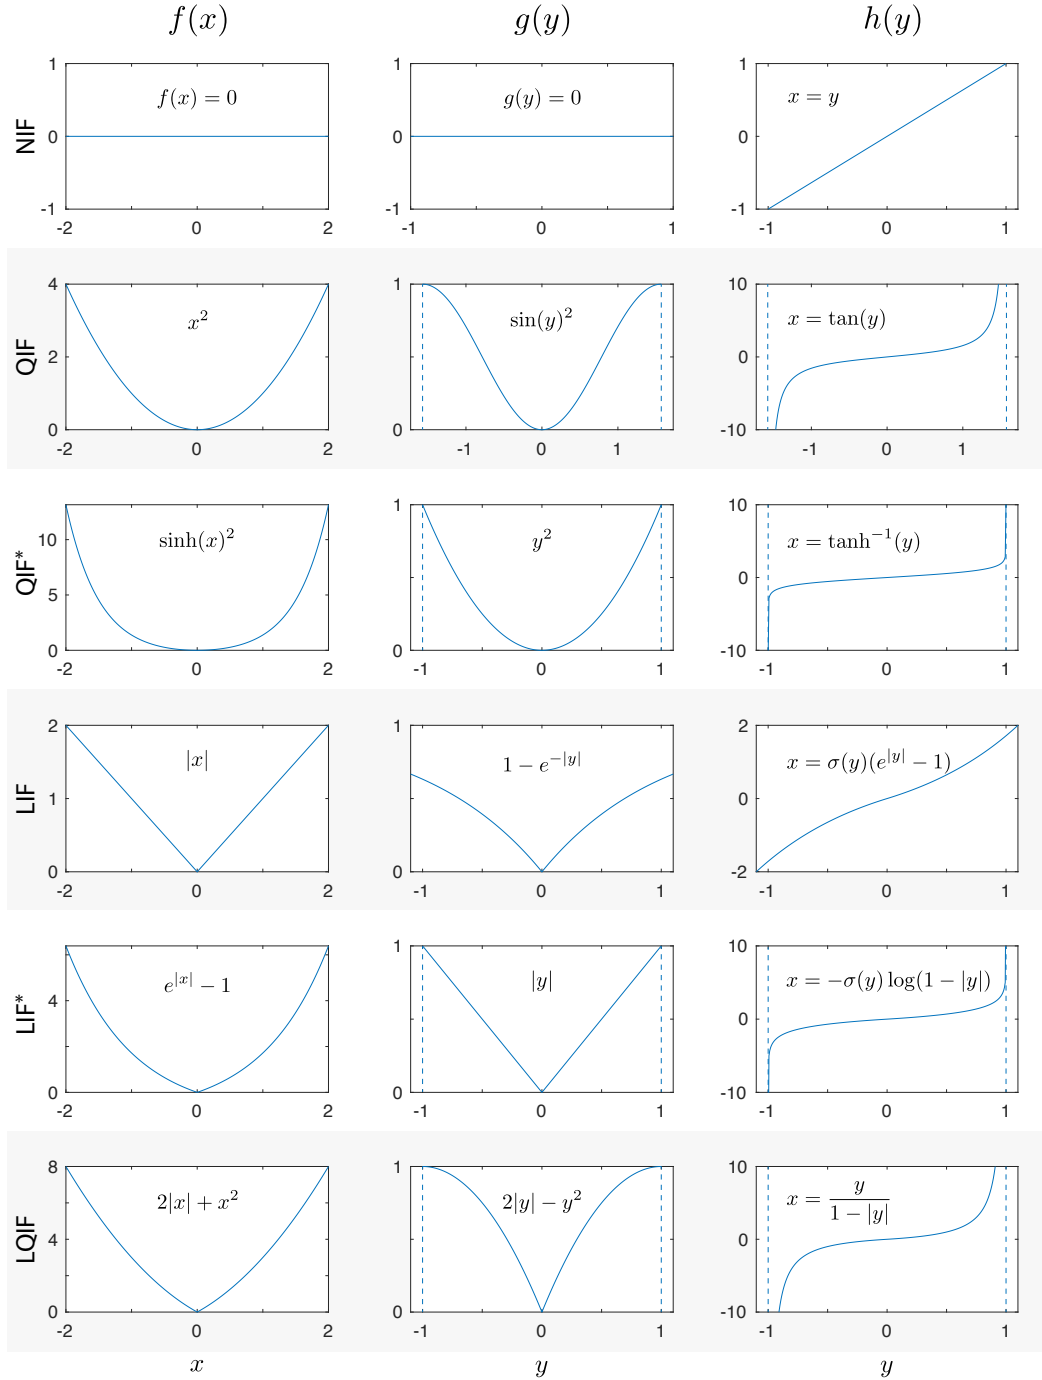 f(x) g(y) h(y)
NIF
1
0
-1
-2 0 2
f(x) = 0
1
0
-1
-1 0 1
g(y) = 0
1
0
-1
-1 0 1
x = y
QIF
4
2
0
-2 0 2
x²
1
0
-1 0 1
sin(y)²
10
0
-10
-1 0 1
x = tan(y)
QIF*
10
5
0
-2 0 2
sinh(x)²
1
0
-1 0 1
y²
10
0
-10
-1 0 1
x = tanh⁻¹(y)
LIF
2
1
0
-2 0 2
|x|
1
0
-1 0 1
1 − e^{−|y|}
2
0
-2
-1 0 1
x = σ(y)(e^{|y|} − 1)
LIF*
4
0
-2 0 2
e^{|x|} − 1
1
0
-1 0 1
|y|
10
0
-10
-1 0 1
x = −σ(y) log(1 − |y|)
LQIF
8
4
0
-2 0 2
2|x| + x²
1
0
-1 0 1
2|y| − y²
10
0
-10
-1 0 1
x = y / (1 − |y|)
x y y